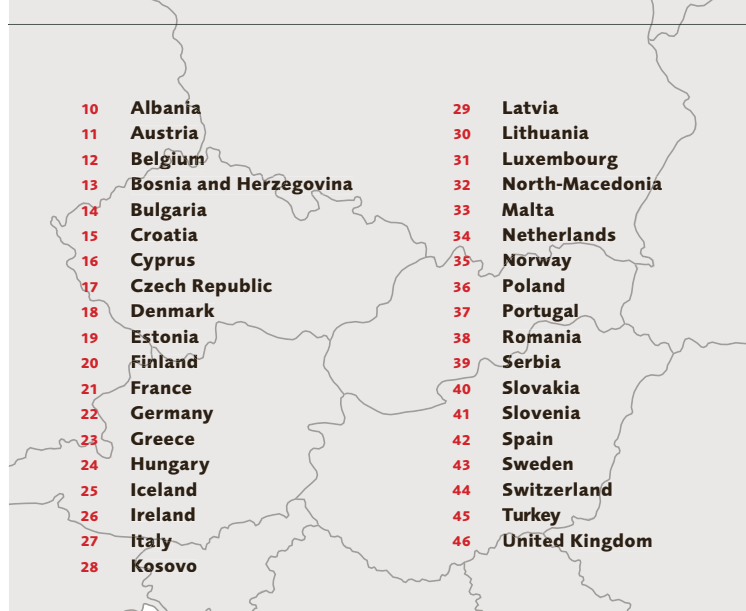 10 Albania
11 Austria
12 Belgium
13 Bosnia and Herzegovina
14 Bulgaria
15 Croatia
16 Cyprus
17 Czech Republic
18 Denmark
19 Estonia
20 Finland
21 France
22 Germany
23 Greece
24 Hungary
25 Iceland
26 Ireland
27 Italy
28 Kosovo
29 Latvia
30 Lithuania
31 Luxembourg
32 North-Macedonia
33 Malta
34 Netherlands
35 Norway
36 Poland
37 Portugal
38 Romania
39 Serbia
40 Slovakia
41 Slovenia
42 Spain
43 Sweden
44 Switzerland
45 Turkey
46 United Kingdom